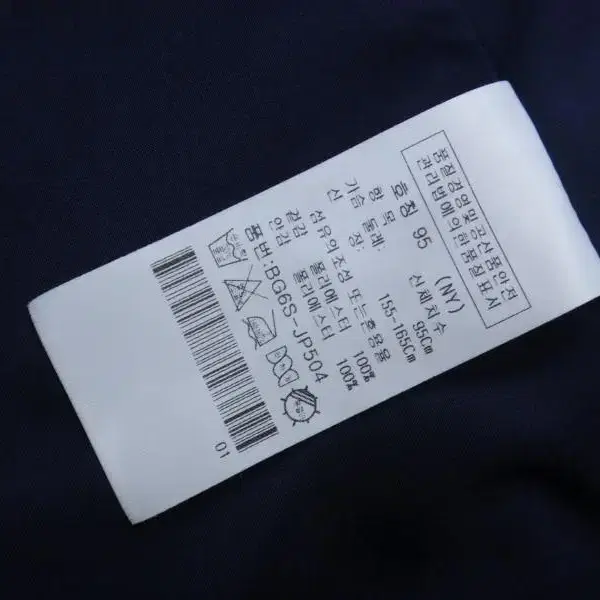 품질경영및공산품안전
관리법에의한품질표시
호칭 95 (NY)
항 목 신체치수
가슴 둘레: 95Cm
신 장: 155-165Cm
섬유의조성 또는혼용율
겉감 폴리에스터 100%
안감 폴리에스터 100%
품번:BG6S-JP504
01